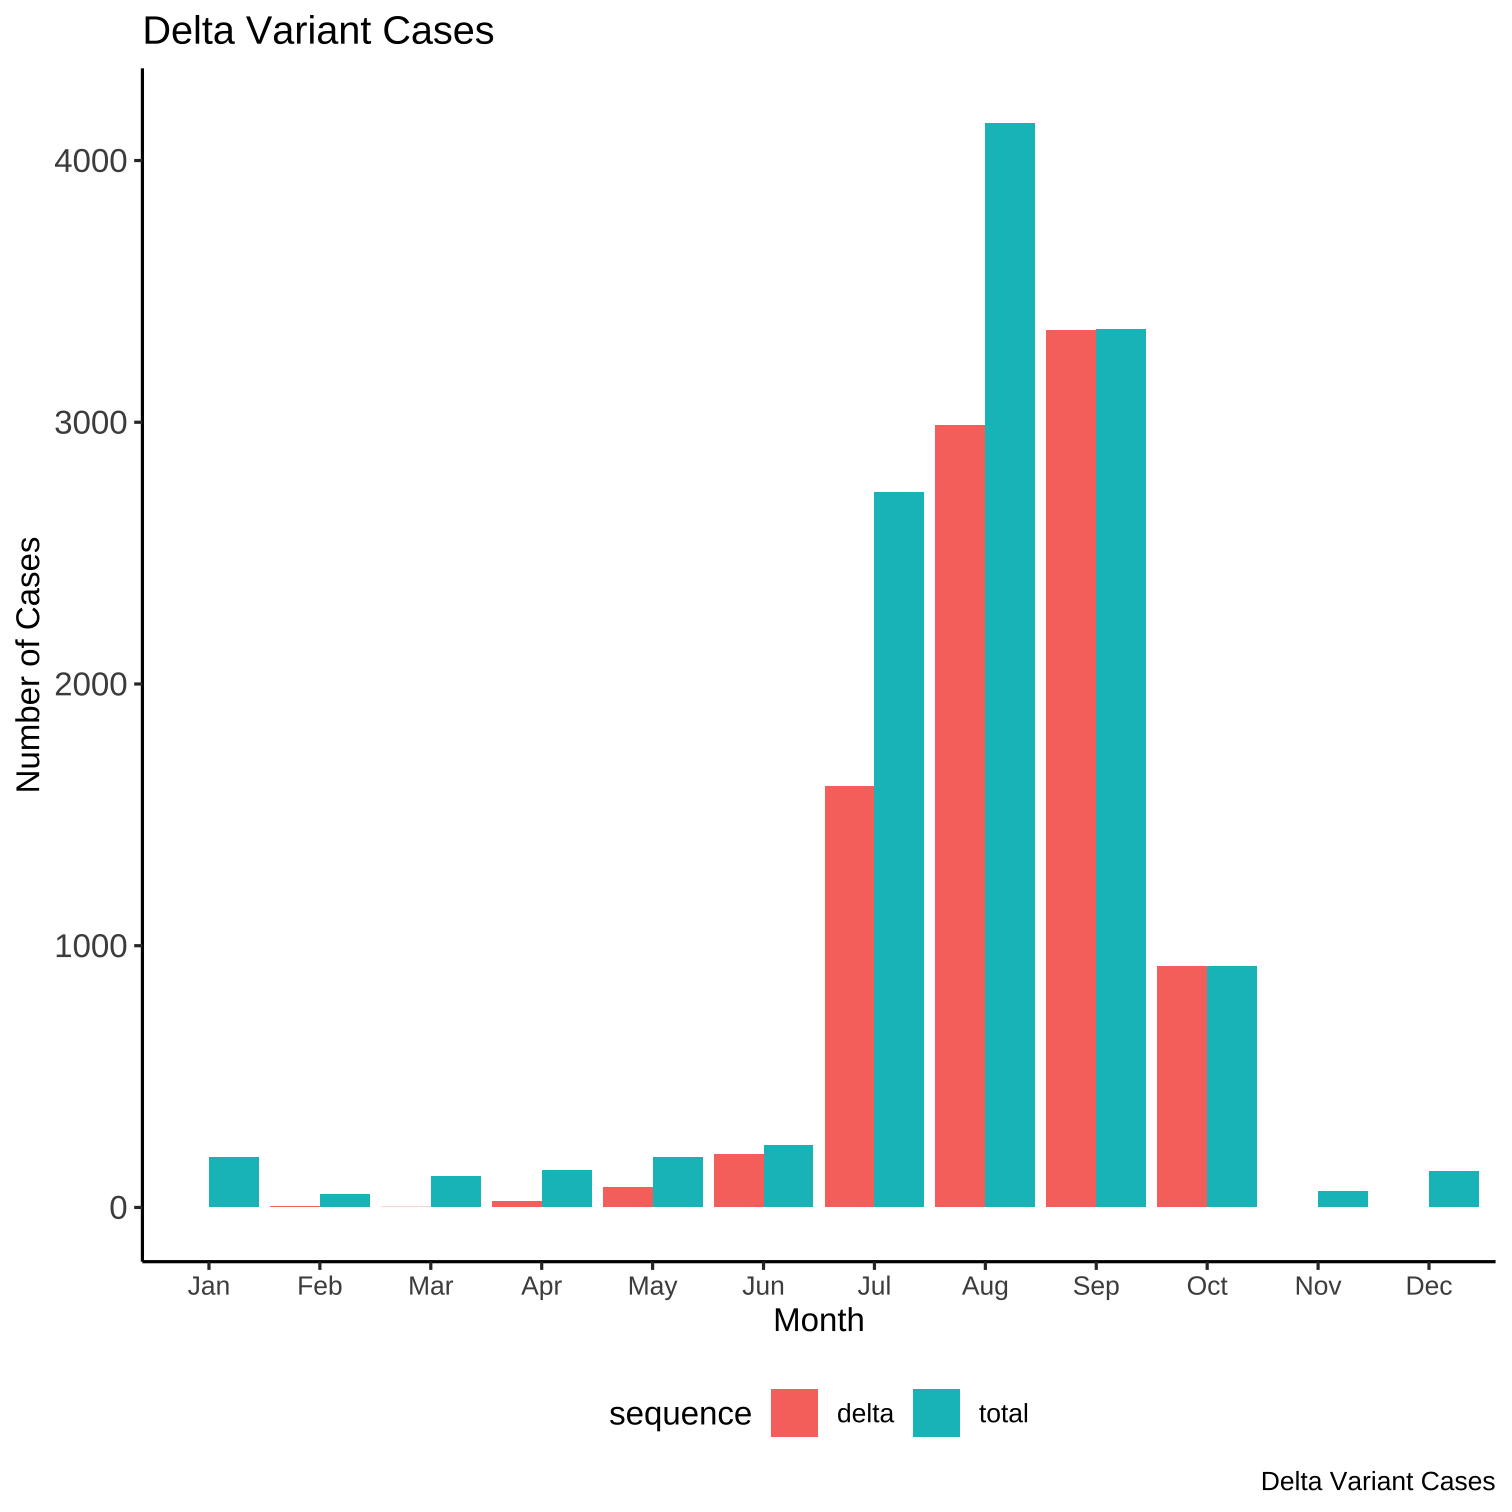 Delta Variant Cases
Number of Cases
4000
3000
2000
1000
0
Jan Feb Mar Apr May Jun Jul Aug Sep Oct Nov Dec
Month
sequence delta total
Delta Variant Cases